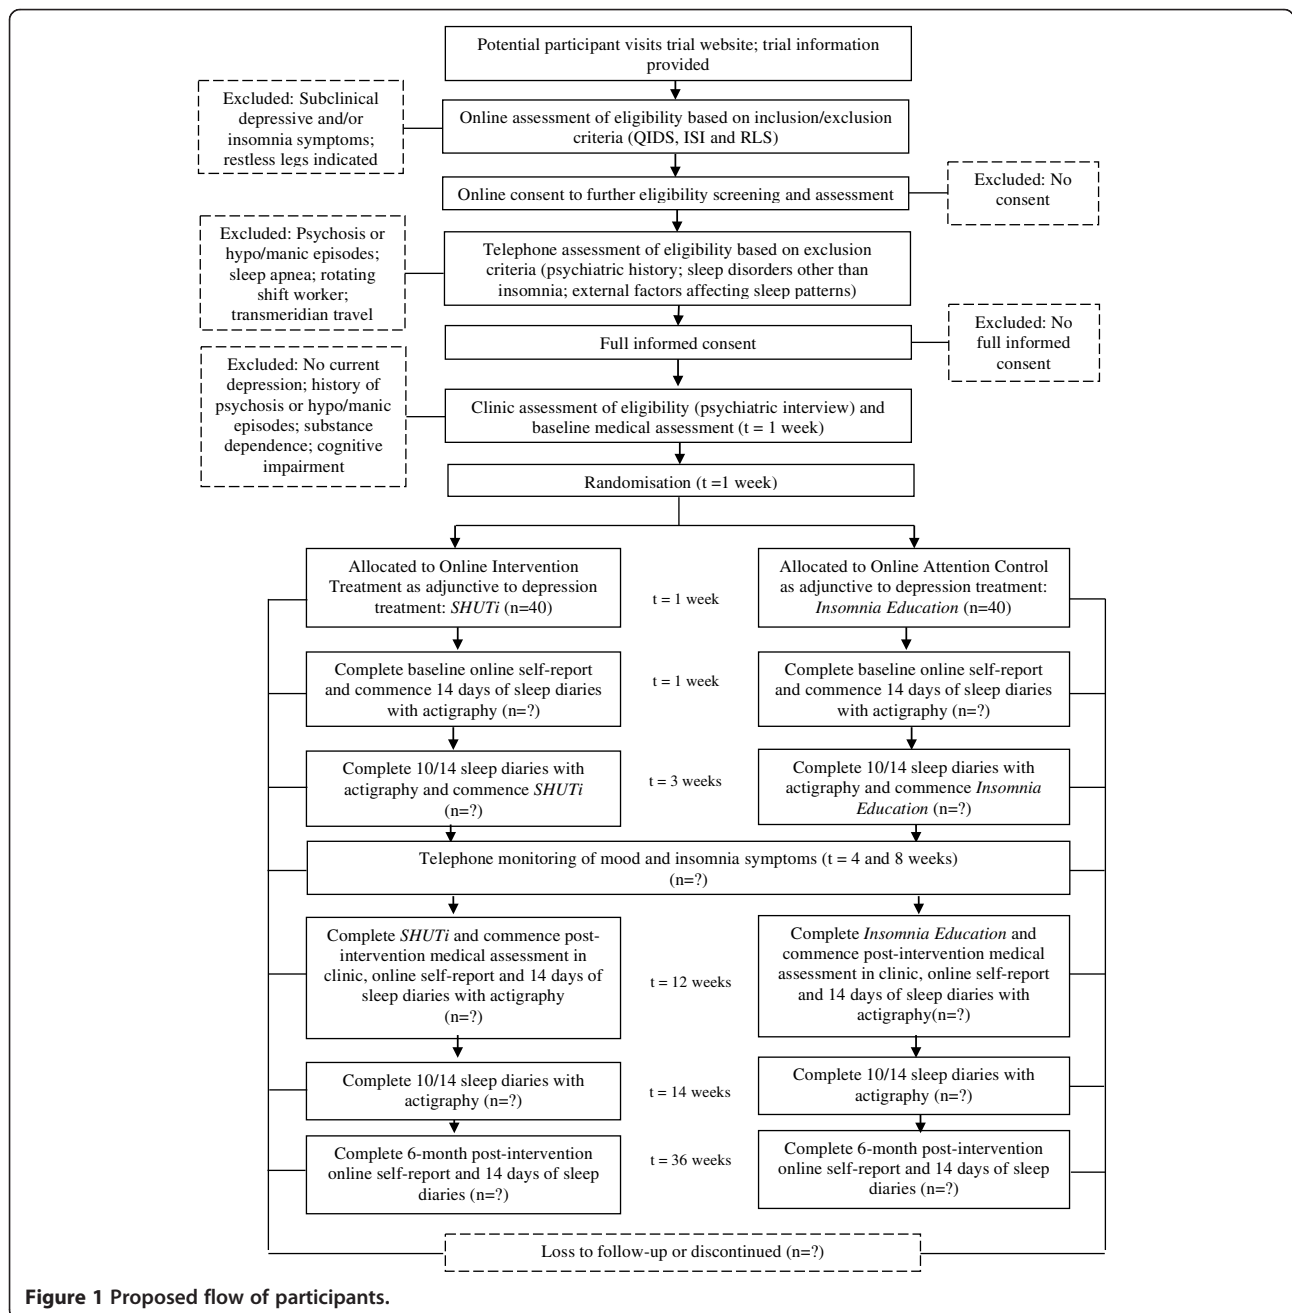 Potential participant visits trial website; trial information
provided
Excluded: Subclinical
depressive and/or
insomnia symptoms;
restless legs indicated
Online assessment of eligibility based on inclusion/exclusion
criteria (QIDS, ISI and RLS)
Online consent to further eligibility screening and assessment
Excluded: No
consent
Excluded: Psychosis or
hypo/manic episodes;
sleep apnea; rotating
shift worker;
transmeridian travel
Telephone assessment of eligibility based on exclusion
criteria (psychiatric history; sleep disorders other than
insomnia; external factors affecting sleep patterns)
Full informed consent
Excluded: No
full informed
consent
Excluded: No current
depression; history of
psychosis or hypo/manic
episodes; substance
dependence; cognitive
impairment
Clinic assessment of eligibility (psychiatric interview) and
baseline medical assessment (t = 1 week)
Randomisation (t =1 week)
Allocated to Online Intervention
Treatment as adjunctive to depression
treatment: SHUTi (n=40)
t = 1 week
Allocated to Online Attention Control
as adjunctive to depression treatment:
Insomnia Education (n=40)
Complete baseline online self-report
and commence 14 days of sleep diaries
with actigraphy (n=?)
t = 1 week
Complete baseline online self-report
and commence 14 days of sleep diaries
with actigraphy (n=?)
Complete 10/14 sleep diaries with
actigraphy and commence SHUTi
(n=?)
t = 3 weeks
Complete 10/14 sleep diaries with
actigraphy and commence Insomnia
Education (n=?)
Telephone monitoring of mood and insomnia symptoms (t = 4 and 8 weeks)
(n=?)
Complete SHUTi and commence post-
intervention medical assessment in
clinic, online self-report and 14 days of
sleep diaries with actigraphy
(n=?)
t = 12 weeks
Complete Insomnia Education and
commence post-intervention medical
assessment in clinic, online self-report
and 14 days of sleep diaries with
actigraphy(n=?)
Complete 10/14 sleep diaries with
actigraphy (n=?)
t = 14 weeks
Complete 10/14 sleep diaries with
actigraphy (n=?)
Complete 6-month post-intervention
online self-report and 14 days of sleep
diaries (n=?)
t = 36 weeks
Complete 6-month post-intervention
online self-report and 14 days of sleep
diaries (n=?)
Loss to follow-up or discontinued (n=?)
Figure 1 Proposed flow of participants.